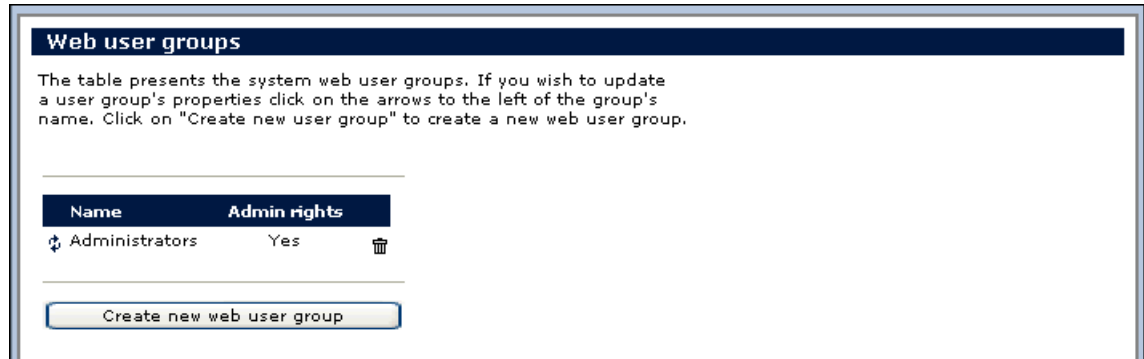 Web user groups
The table presents the system web user groups. If you wish to update
a user group's properties click on the arrows to the left of the group's
name. Click on "Create new user group" to create a new web user group.
Name Admin rights
Administrators Yes
Create new web user group